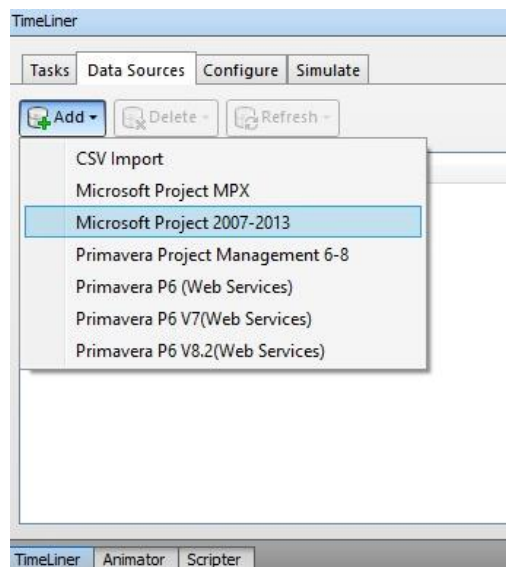 TimeLiner
Tasks Data Sources Configure Simulate
Add Delete Refresh
CSV Import
Microsoft Project MPX
Microsoft Project 2007-2013
Primavera Project Management 6-8
Primavera P6 (Web Services)
Primavera P6 V7(Web Services)
Primavera P6 V8.2(Web Services)
TimeLiner Animator Scripter